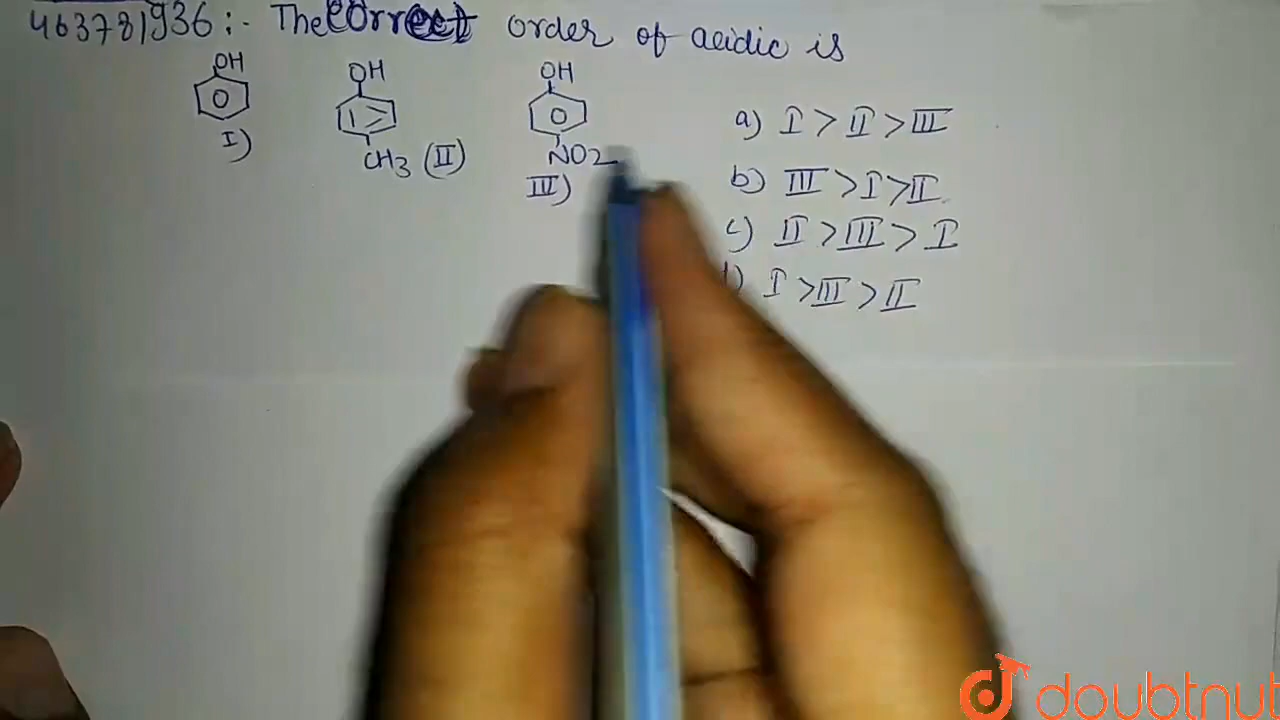 463781936:- The correct order of acidic is
OH
I)
OH
CH3 (II)
OH
NO2
III)
a) I > II > III
b) III > I > II
c) II > III > I
d) I > III > II
doubtnut